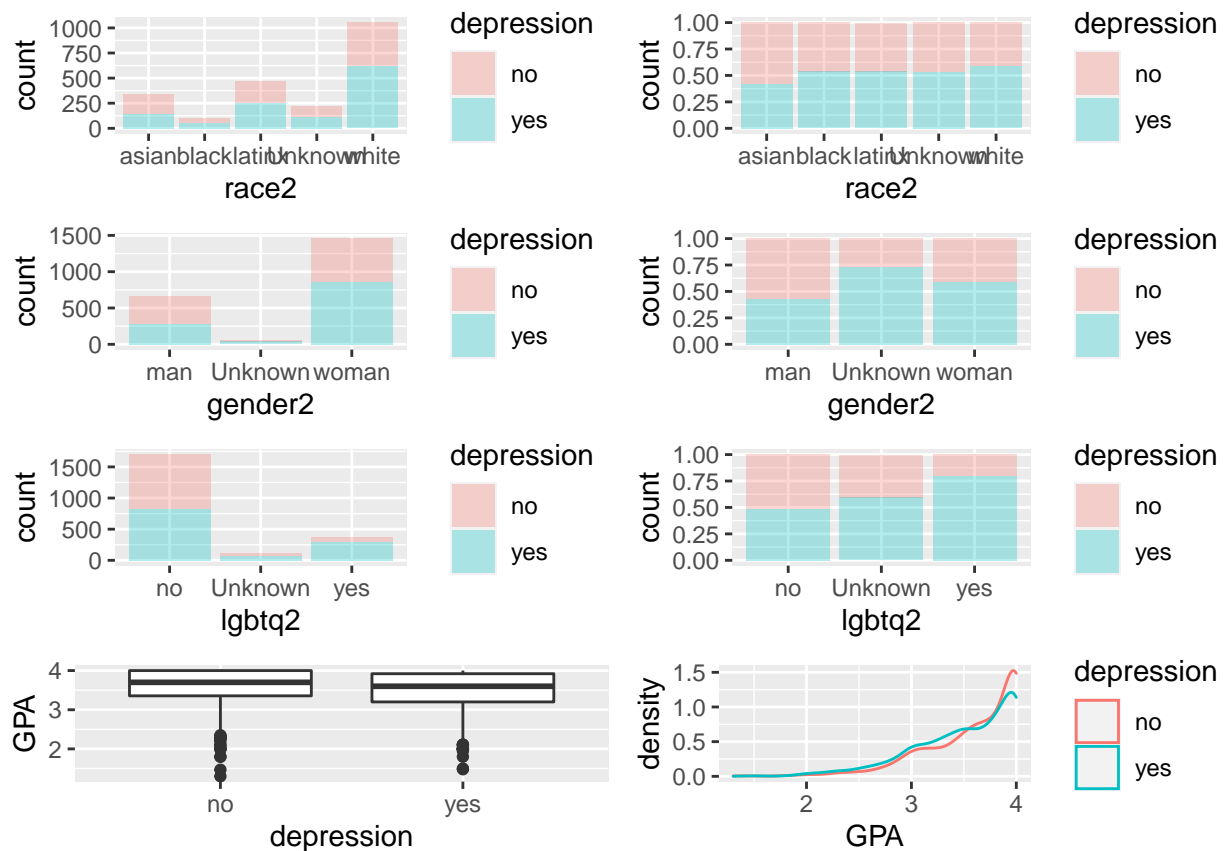 count
1000
750
500
250
0
asian black latinx Unknown white
race2
depression
no
yes
count
1.00
0.75
0.50
0.25
0.00
asian black latinx Unknown white
race2
depression
no
yes
count
1500
1000
500
0
man Unknown woman
gender2
depression
no
yes
count
1.00
0.75
0.50
0.25
0.00
man Unknown woman
gender2
depression
no
yes
count
1500
1000
500
0
no Unknown yes
lgbtq2
depression
no
yes
count
1.00
0.75
0.50
0.25
0.00
no Unknown yes
lgbtq2
depression
no
yes
GPA
4
3
2
no yes
depression
density
1.5
1.0
0.5
0.0
2 3 4
GPA
depression
no
yes